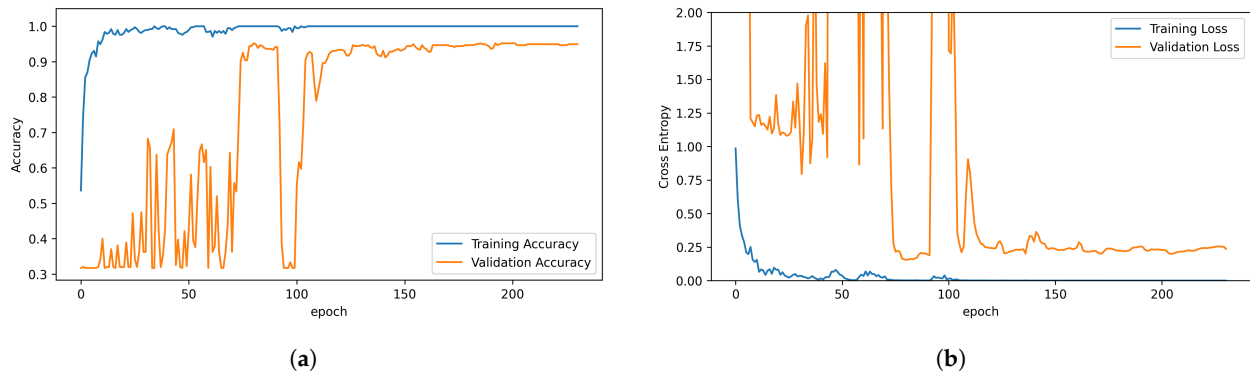 1.0
0.9
0.8
0.7
0.6
0.5
0.4
0.3
Accuracy
0
50
100
150
200
epoch
Training Accuracy
Validation Accuracy
(a)
2.00
1.75
1.50
1.25
1.00
0.75
0.50
0.25
0.00
Cross Entropy
0
50
100
150
200
epoch
Training Loss
Validation Loss
(b)